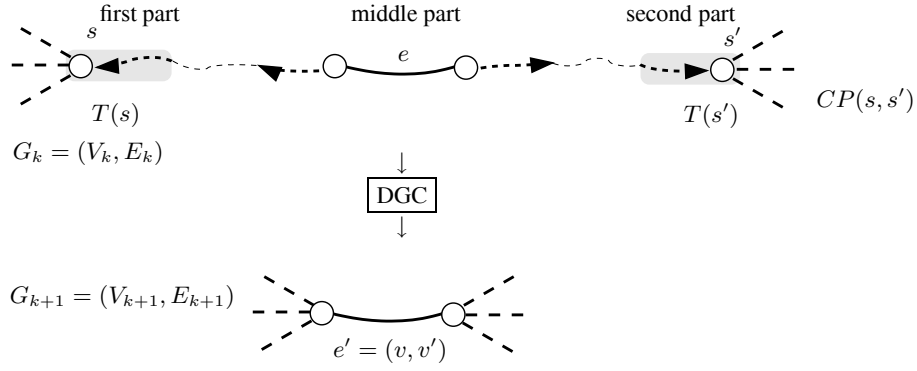 first part middle part second part
s e s′
T(s) T(s′) CP(s, s′)
G_k = (V_k, E_k)
↓
DGC
↓
G_{k+1} = (V_{k+1}, E_{k+1})
e′ = (v, v′)